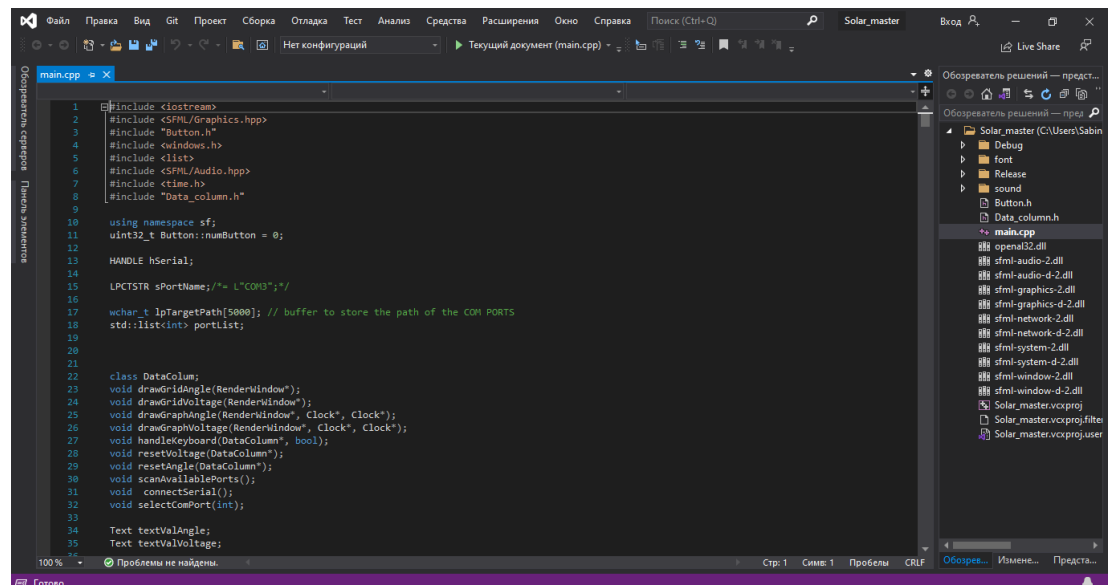 Файл Правка Вид Git Проект Сборка Отладка Тест Анализ Средства Расширения Окно Справка Поиск (Ctrl+Q) Solar_master Вход
Нет конфигураций Текущий документ (main.cpp) Live Share
Обозреватель серверов
Панель элементов
main.cpp
1 #include <iostream>
2 #include <SFML/Graphics.hpp>
3 #include "Button.h"
4 #include <windows.h>
5 #include <list>
6 #include <SFML/Audio.hpp>
7 #include <time.h>
8 #include "Data_column.h"
9
10 using namespace sf;
11 uint32_t Button::numButton = 0;
12
13 HANDLE hSerial;
14
15 LPCTSTR sPortName;/*= L"COM3";*/
16
17 wchar_t lpTargetPath[5000]; // buffer to store the path of the COM PORTS
18 std::list<int> portList;
19
20
21
22 class DataColum;
23 void drawGridAngle(RenderWindow*);
24 void drawGridVoltage(RenderWindow*);
25 void drawGraphAngle(RenderWindow*, Clock*, Clock*);
26 void drawGraphVoltage(RenderWindow*, Clock*, Clock*);
27 void handleKeyboard(DataColumn*, bool);
28 void resetVoltage(DataColumn*);
29 void resetAngle(DataColumn*);
30 void scanAvailablePorts();
31 void connectSerial();
32 void selectComPort(int);
33
34 Text textValAngle;
35 Text textValVoltage;
100 % Проблемы не найдены. Стр: 1 Симв: 1 Пробелы CRLF
Обозреватель решений — предст...
Обозреватель решений — пред
Solar_master (C:\Users\Sabin
Debug
font
Release
sound
Button.h
Data_column.h
main.cpp
openal32.dll
sfml-audio-2.dll
sfml-audio-d-2.dll
sfml-graphics-2.dll
sfml-graphics-d-2.dll
sfml-network-2.dll
sfml-network-d-2.dll
sfml-system-2.dll
sfml-system-d-2.dll
sfml-window-2.dll
sfml-window-d-2.dll
Solar_master.vcxproj
Solar_master.vcxproj.filte
Solar_master.vcxproj.user
Обозрев... Измене... Предста...
Готово